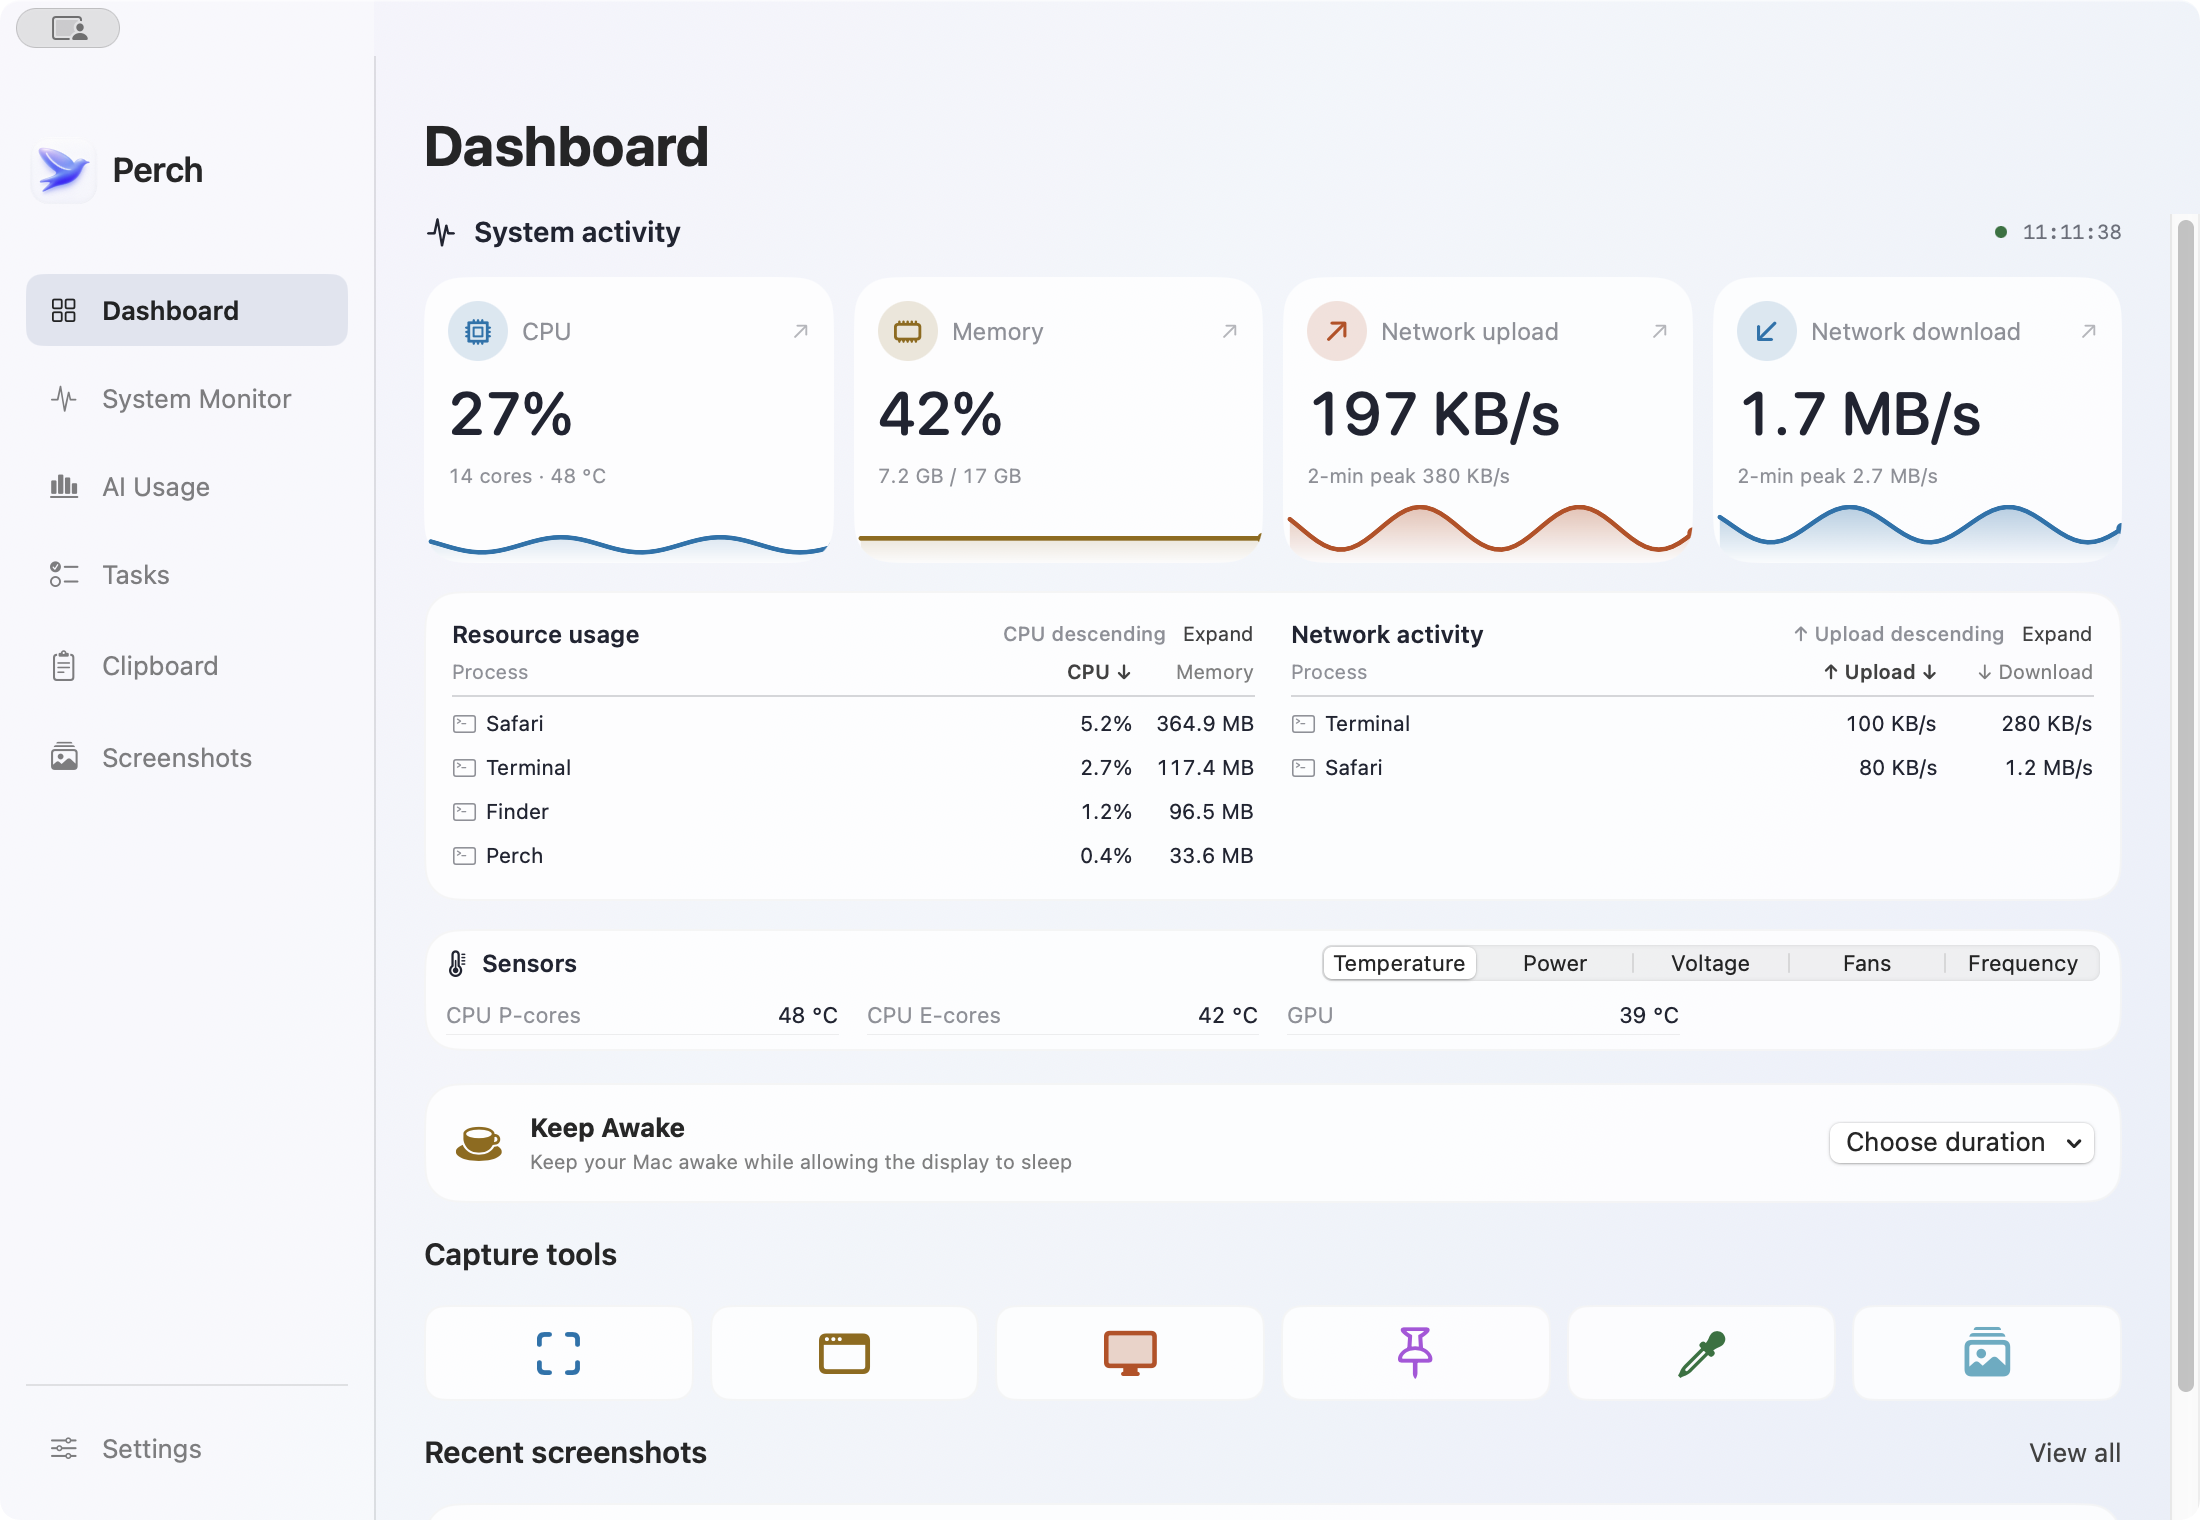 Perch
Dashboard
System Monitor
AI Usage
Tasks
Clipboard
Screenshots
Settings
Dashboard
System activity
11:11:38
CPU
27%
14 cores · 48 °C
Memory
42%
7.2 GB / 17 GB
Network upload
197 KB/s
2-min peak 380 KB/s
Network download
1.7 MB/s
2-min peak 2.7 MB/s
Resource usage CPU descending Expand
Process CPU ↓ Memory
Safari 5.2% 364.9 MB
Terminal 2.7% 117.4 MB
Finder 1.2% 96.5 MB
Perch 0.4% 33.6 MB
Network activity ↑ Upload descending Expand
Process ↑ Upload ↓ ↓ Download
Terminal 100 KB/s 280 KB/s
Safari 80 KB/s 1.2 MB/s
Sensors Temperature Power Voltage Fans Frequency
CPU P-cores 48 °C CPU E-cores 42 °C GPU 39 °C
Keep Awake
Keep your Mac awake while allowing the display to sleep
Choose duration
Capture tools
Recent screenshots View all